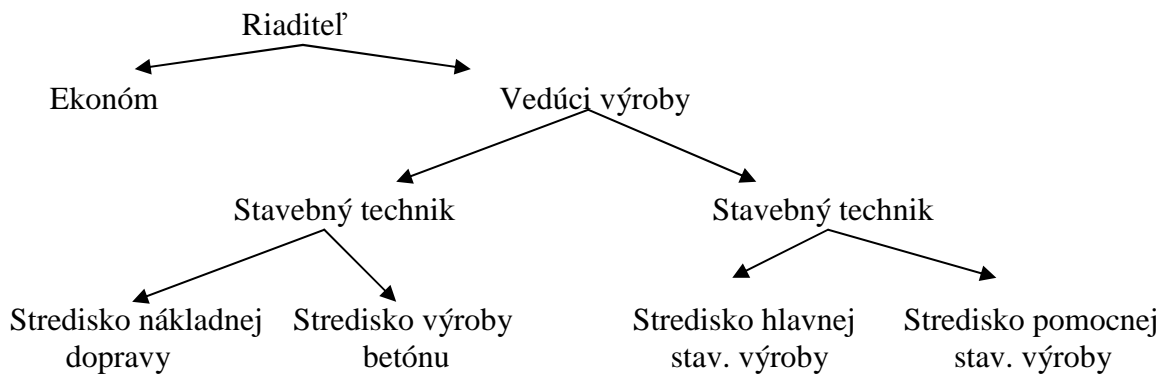 Riaditeľ
Ekonóm
Vedúci výroby
Stavebný technik
Stavebný technik
Stredisko nákladnej
dopravy
Stredisko výroby
betónu
Stredisko hlavnej
stav. výroby
Stredisko pomocnej
stav. výroby